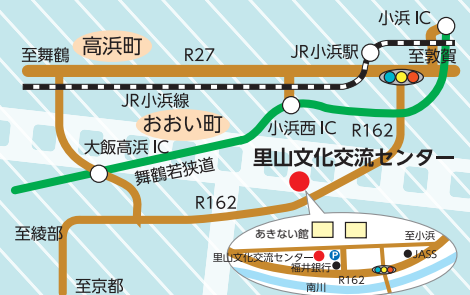 小浜 IC
至舞鶴
高浜町
R27
JR小浜駅
至敦賀
JR小浜線
おおい町
小浜西 IC
R162
大飯高浜 IC
舞鶴若狭道
里山文化交流センター
R162
至綾部
あきない館
至小浜
里山文化交流センター
P
JASS
福井銀行
R162
南川
至京都